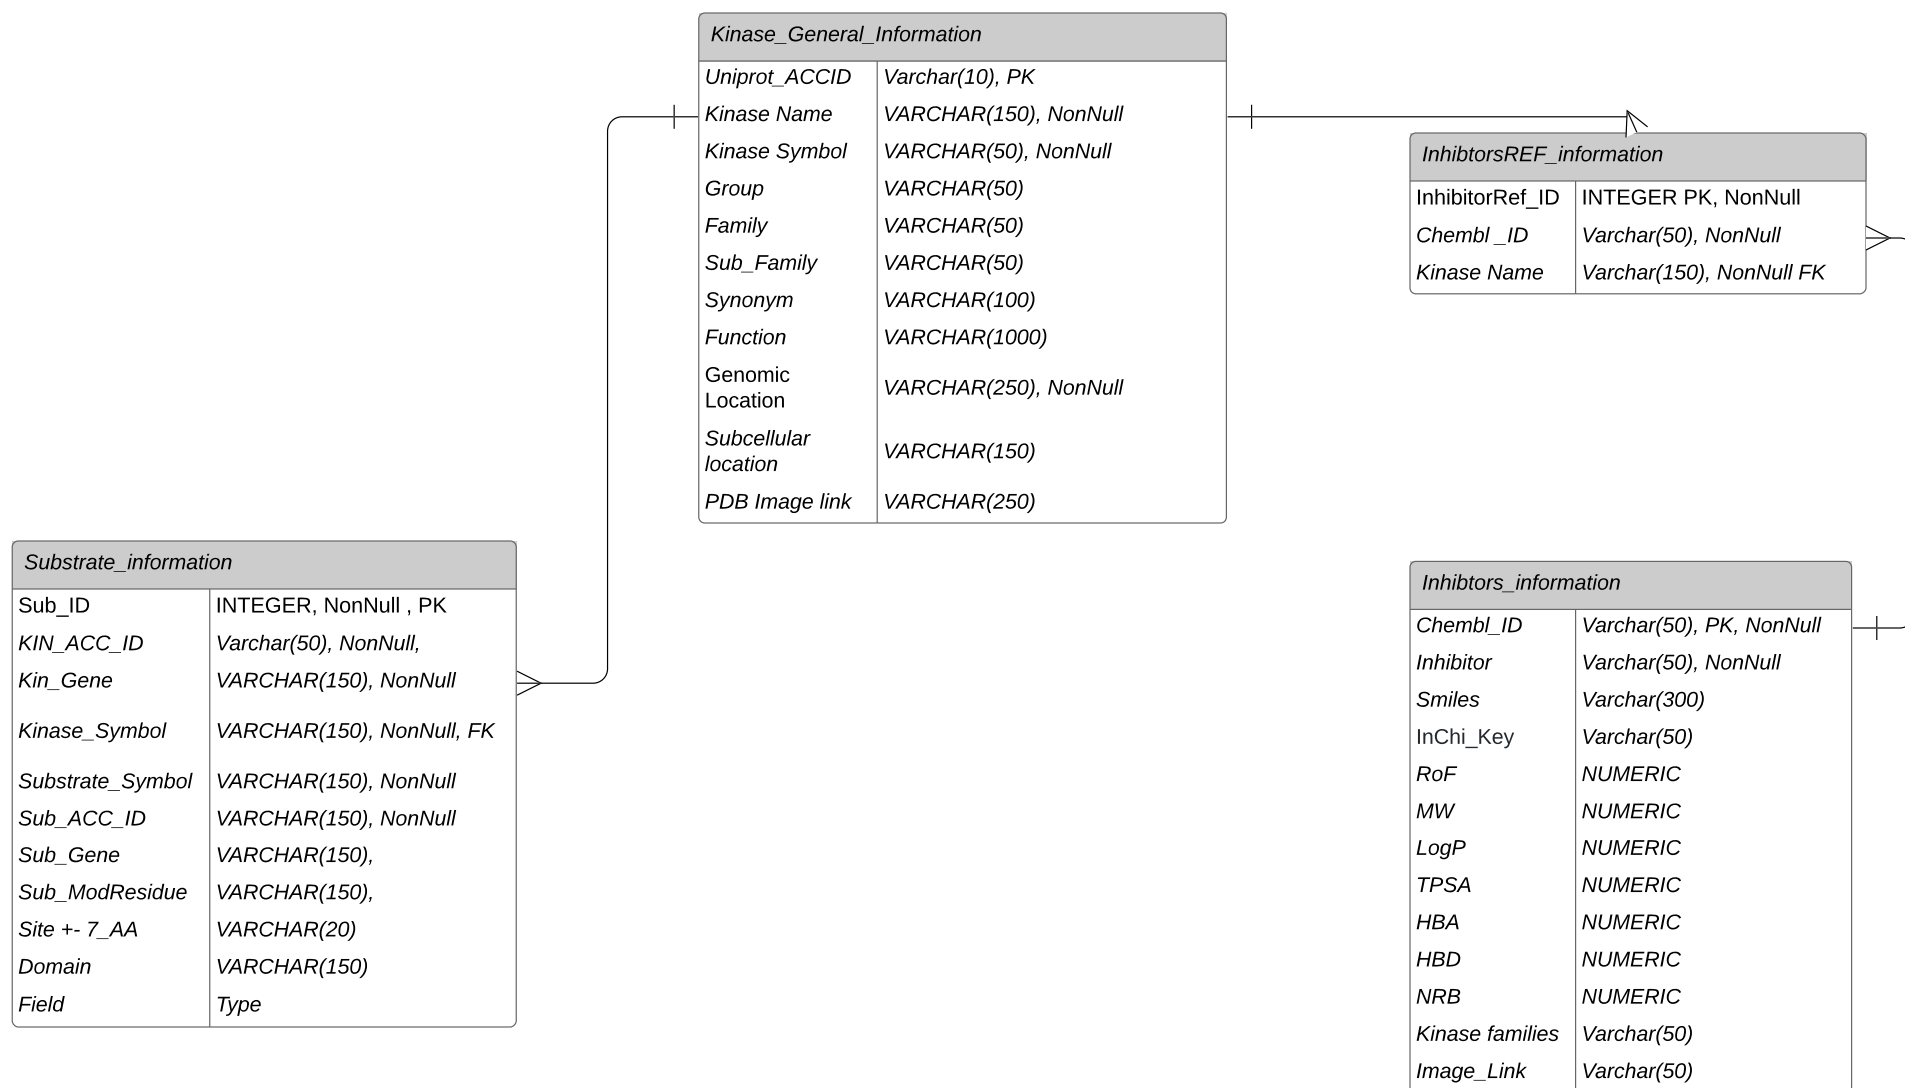 Kinase_General_Information
Uniprot_ACCID Varchar(10), PK
Kinase Name VARCHAR(150), NonNull
Kinase Symbol VARCHAR(50), NonNull
Group VARCHAR(50)
Family VARCHAR(50)
Sub_Family VARCHAR(50)
Synonym VARCHAR(100)
Function VARCHAR(1000)
Genomic
Location VARCHAR(250), NonNull
Subcellular
location VARCHAR(150)
PDB Image link VARCHAR(250)
InhibtorsREF_information
InhibitorRef_ID INTEGER PK, NonNull
Chembl _ID Varchar(50), NonNull
Kinase Name Varchar(150), NonNull FK
Substrate_information
Sub_ID INTEGER, NonNull , PK
KIN_ACC_ID Varchar(50), NonNull,
Kin_Gene VARCHAR(150), NonNull
Kinase_Symbol VARCHAR(150), NonNull, FK
Substrate_Symbol VARCHAR(150), NonNull
Sub_ACC_ID VARCHAR(150), NonNull
Sub_Gene VARCHAR(150),
Sub_ModResidue VARCHAR(150),
Site +- 7_AA VARCHAR(20)
Domain VARCHAR(150)
Field Type
Inhibtors_information
Chembl_ID Varchar(50), PK, NonNull
Inhibitor Varchar(50), NonNull
Smiles Varchar(300)
InChi_Key Varchar(50)
RoF NUMERIC
MW NUMERIC
LogP NUMERIC
TPSA NUMERIC
HBA NUMERIC
HBD NUMERIC
NRB NUMERIC
Kinase families Varchar(50)
Image_Link Varchar(50)